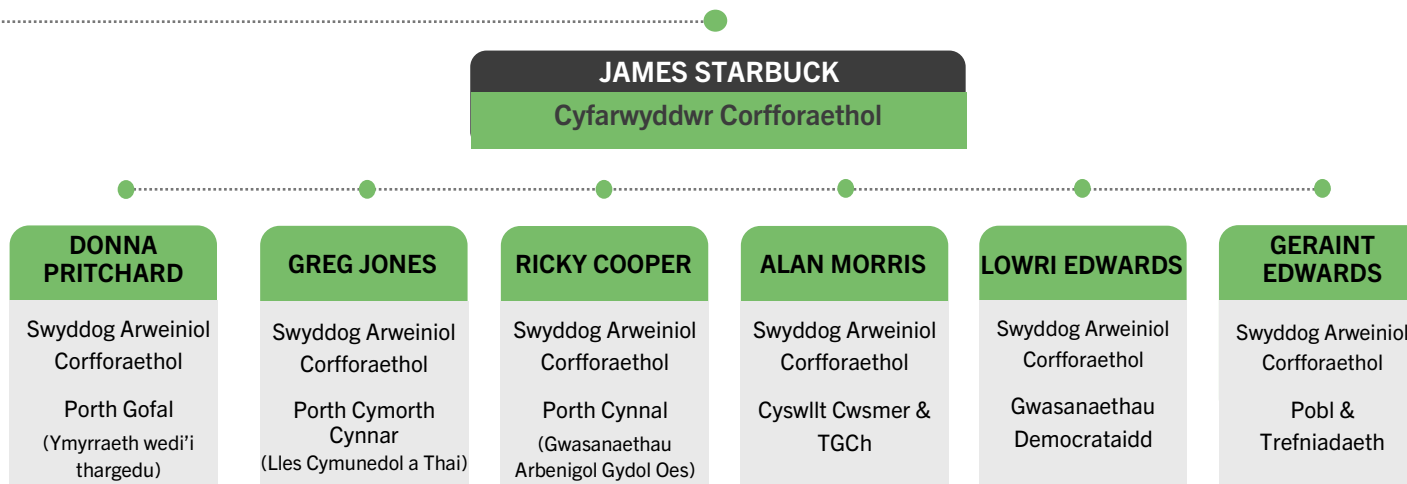 JAMES STARBUCK
Cyfarwyddwr Corfforaethol
DONNA
PRITCHARD
Swyddog Arweiniol
Corfforaethol
Porth Gofal
(Ymyrraeth wedi'i
thargedu)
GREG JONES
Swyddog Arweiniol
Corfforaethol
Porth Cymorth
Cynnar
(Lles Cymunedol a Thai)
RICKY COOPER
Swyddog Arweiniol
Corfforaethol
Porth Cynnal
(Gwasanaethau
Arbenigol Gydol Oes)
ALAN MORRIS
Swyddog Arweiniol
Corfforaethol
Cyswllt Cwsmer &
TGCh
LOWRI EDWARDS
Swyddog Arweiniol
Corfforaethol
Gwasanaethau
Democrataidd
GERAINT
EDWARDS
Swyddog Arweiniol
Corfforaethol
Pobl &
Trefniadaeth